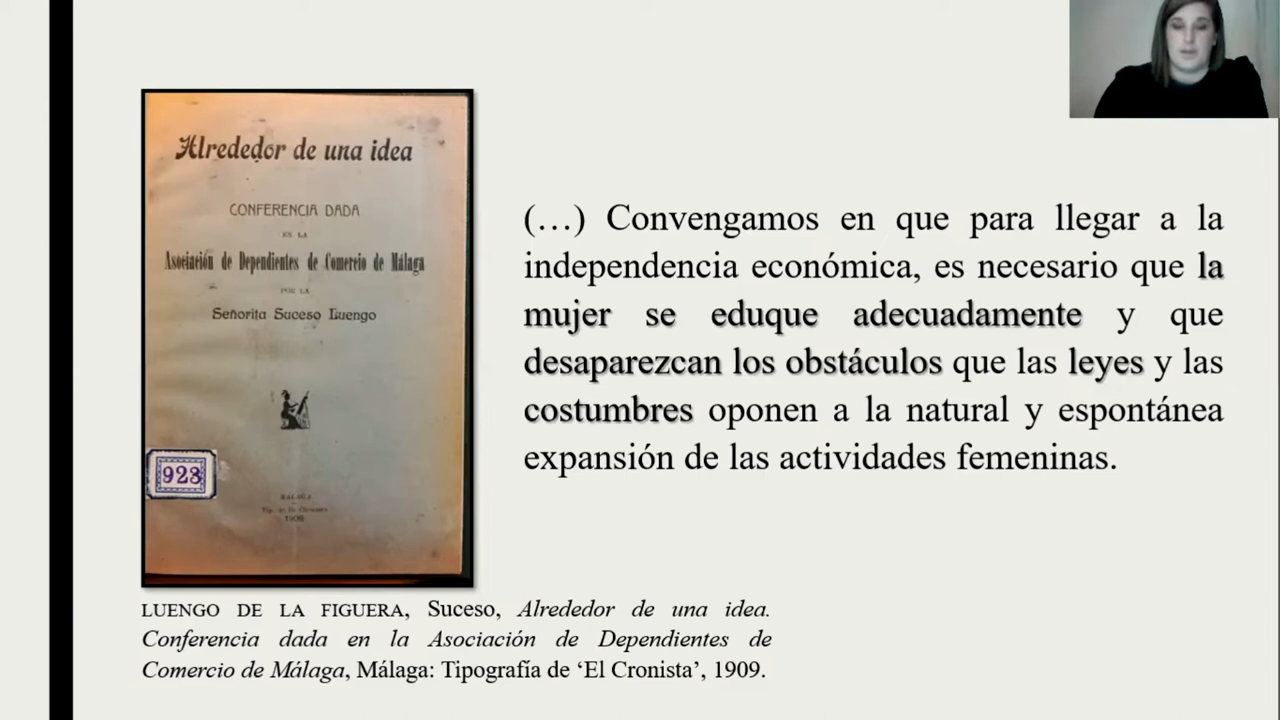 Alrededor de una idea
CONFERENCIA DADA
EN LA
Asociación de Dependientes de Comercio de Málaga
POR LA
Señorita Suceso Luengo
923
MÁLAGA
Tip. de El Cronista
1909
(…) Convengamos en que para llegar a la
independencia económica, es necesario que la
mujer se eduque adecuadamente y que
desaparezcan los obstáculos que las leyes y las
costumbres oponen a la natural y espontánea
expansión de las actividades femeninas.
LUENGO DE LA FIGUERA, Suceso, Alrededor de una idea.
Conferencia dada en la Asociación de Dependientes de
Comercio de Málaga, Málaga: Tipografía de ‘El Cronista’, 1909.